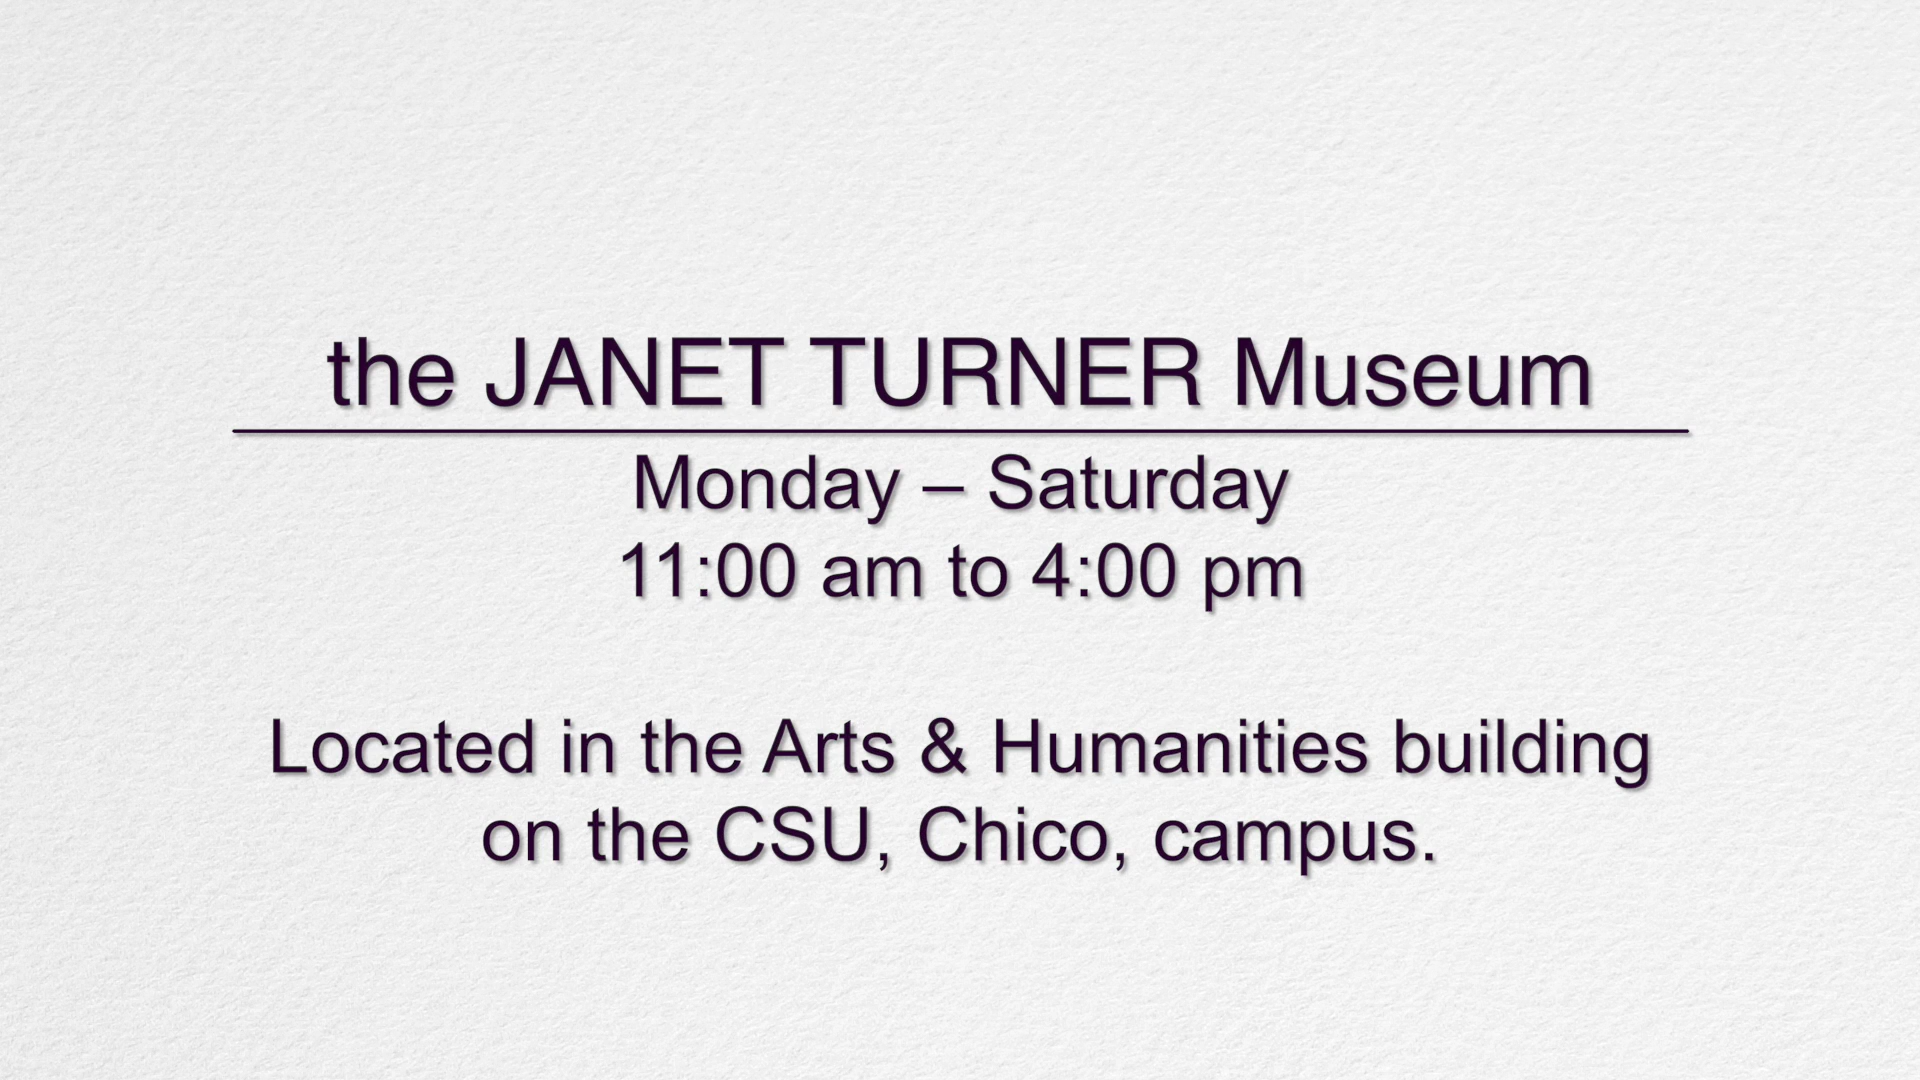 the JANET TURNER Museum
Monday – Saturday
11:00 am to 4:00 pm
Located in the Arts & Humanities building
on the CSU, Chico, campus.